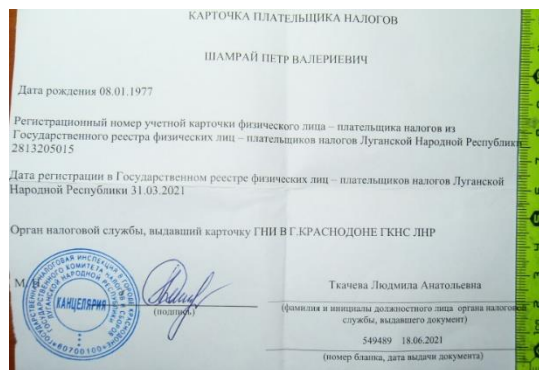 КАРТОЧКА ПЛАТЕЛЬЩИКА НАЛОГОВ
ШАМРАЙ ПЕТР ВАЛЕРИЕВИЧ
Дата рождения 08.01.1977
Регистрационный номер учетной карточки физического лица – плательщика налогов из
Государственного реестра физических лиц – плательщиков налогов Луганской Народной Республики
2813205015
Дата регистрации в Государственном реестре физических лиц – плательщиков налогов Луганской
Народной Республики 31.03.2021
Орган налоговой службы, выдавший карточку ГНИ В Г.КРАСНОДОНЕ ГКНС ЛНР
М.
КАНЦЕЛЯРИЯ
(подпись)
Ткачева Людмила Анатольевна
(фамилия и инициалы должностного лица органа налоговой
службы, выдавшего документ)
549489 18.06.2021
(номер бланка, дата выдачи документа)